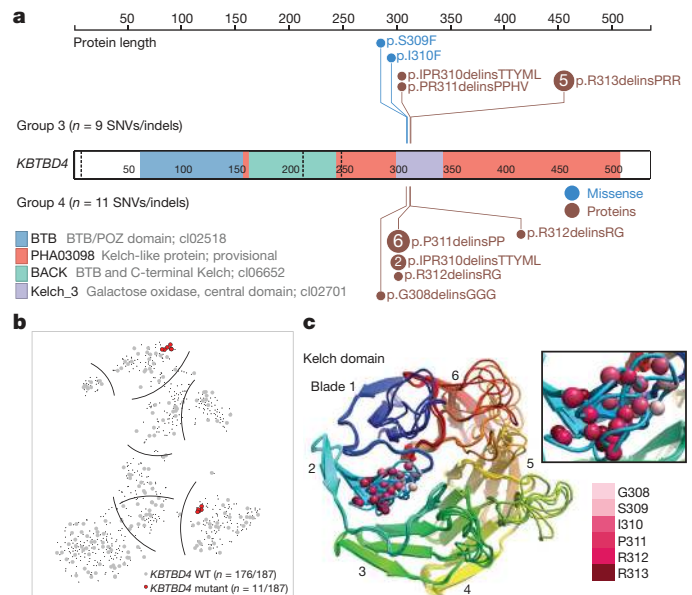 a
50 100 150 200 250 300 350 400 450 500
Protein length
p.S309F
p.I310F
p.IPR310delinsTTYML
p.PR311delinsPPHV
5 p.R313delinsPRR
Group 3 (n = 9 SNVs/indels)
KBTBD4
50 100 150 200 250 300 350 400 450 500
Group 4 (n = 11 SNVs/indels)
Missense
Proteins
p.R312delinsRG
6 p.P311delinsPP
2 p.IPR310delinsTTYML
p.R312delinsRG
p.G308delinsGGG
BTB BTB/POZ domain; cl02518
PHA03098 Kelch-like protein; provisional
BACK BTB and C-terminal Kelch; cl06652
Kelch_3 Galactose oxidase, central domain; cl02701
b
KBTBD4 WT (n = 176/187)
KBTBD4 mutant (n = 11/187)
c
Kelch domain
Blade 1
2
3
4
5
6
G308
S309
I310
P311
R312
R313